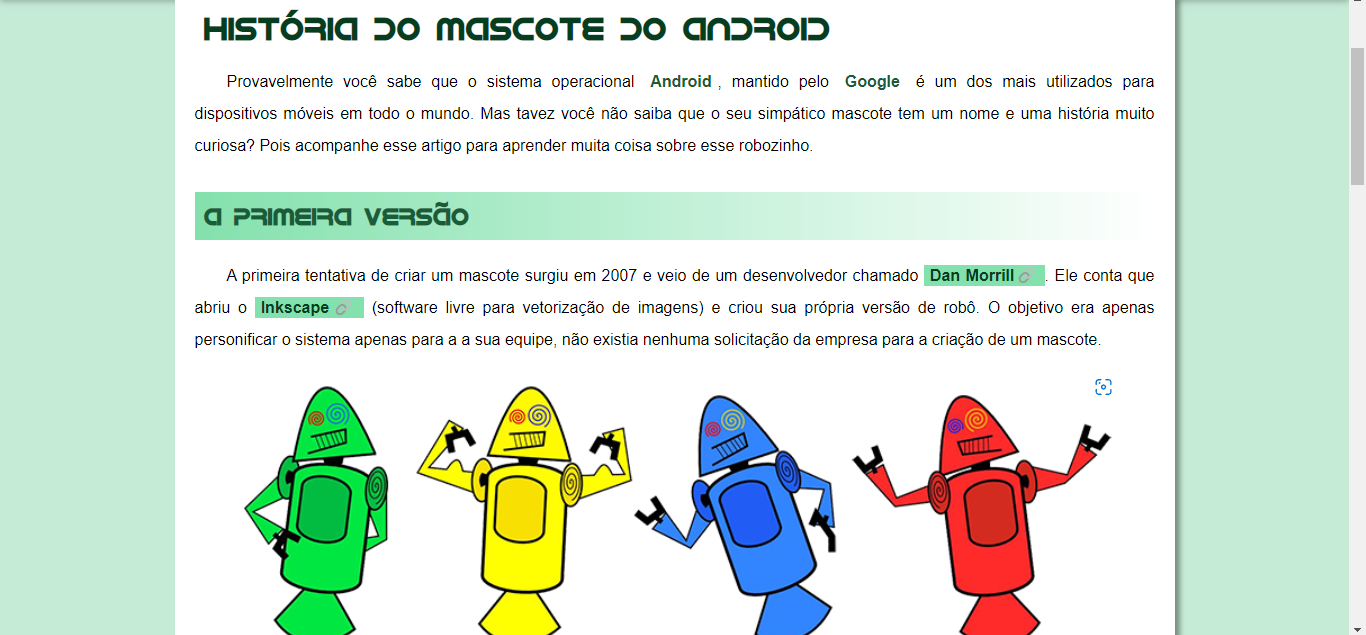 História do Mascote do Android
Provavelmente você sabe que o sistema operacional Android , mantido pelo Google é um dos mais utilizados para
dispositivos móveis em todo o mundo. Mas tavez você não saiba que o seu simpático mascote tem um nome e uma história muito
curiosa? Pois acompanhe esse artigo para aprender muita coisa sobre esse robozinho.
A primeira versão
A primeira tentativa de criar um mascote surgiu em 2007 e veio de um desenvolvedor chamado Dan Morrill . Ele conta que
abriu o Inkscape (software livre para vetorização de imagens) e criou sua própria versão de robô. O objetivo era apenas
personificar o sistema apenas para a a sua equipe, não existia nenhuma solicitação da empresa para a criação de um mascote.